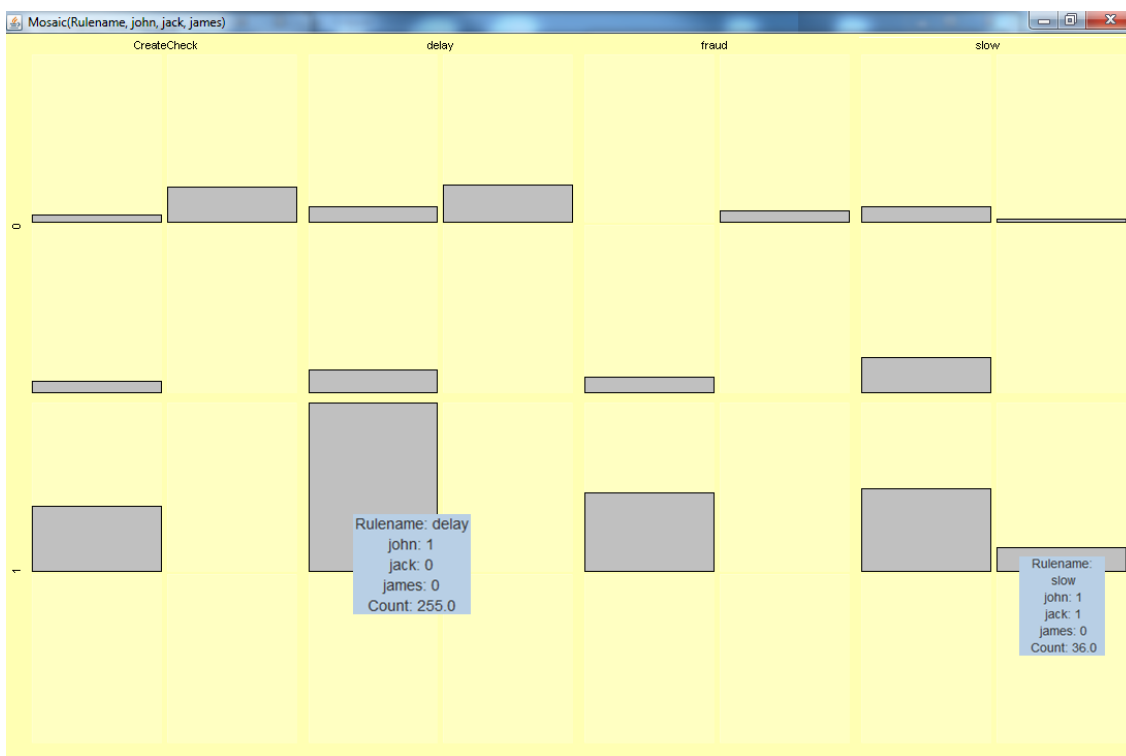 Mosaic(Rulename, john, jack, james)
CreateCheck delay fraud slow
0
1
Rulename: delay
john: 1
jack: 0
james: 0
Count: 255.0
Rulename:
slow
john: 1
jack: 1
james: 0
Count: 36.0